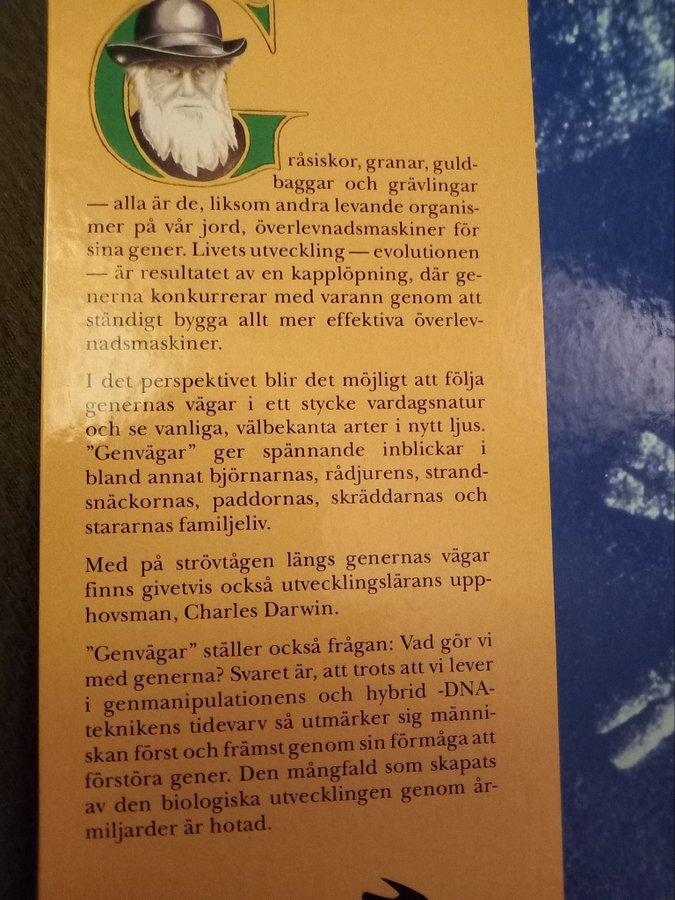 Gråsiskor, granar, guld-
baggar och grävlingar
— alla är de, liksom andra levande organis-
mer på vår jord, överlevnadsmaskiner för
sina gener. Livets utveckling — evolutionen
— är resultatet av en kapplöpning, där ge-
nerna konkurrerar med varann genom att
ständigt bygga allt mer effektiva överlev-
nadsmaskiner.
I det perspektivet blir det möjligt att följa
genernas vägar i ett stycke vardagsnatur
och se vanliga, välbekanta arter i nytt ljus.
”Genvägar” ger spännande inblickar i
bland annat björnarnas, rådjurens, strand-
snäckornas, paddornas, skräddarnas och
stararnas familjeliv.
Med på strövtågen längs genernas vägar
finns givetvis också utvecklingslärans upp-
hovsman, Charles Darwin.
”Genvägar” ställer också frågan: Vad gör vi
med generna? Svaret är, att trots att vi lever
i genmanipulationens och hybrid -DNA-
teknikens tidevarv så utmärker sig männi-
skan först och främst genom sin förmåga att
förstöra gener. Den mångfald som skapats
av den biologiska utvecklingen genom år-
miljarder är hotad.